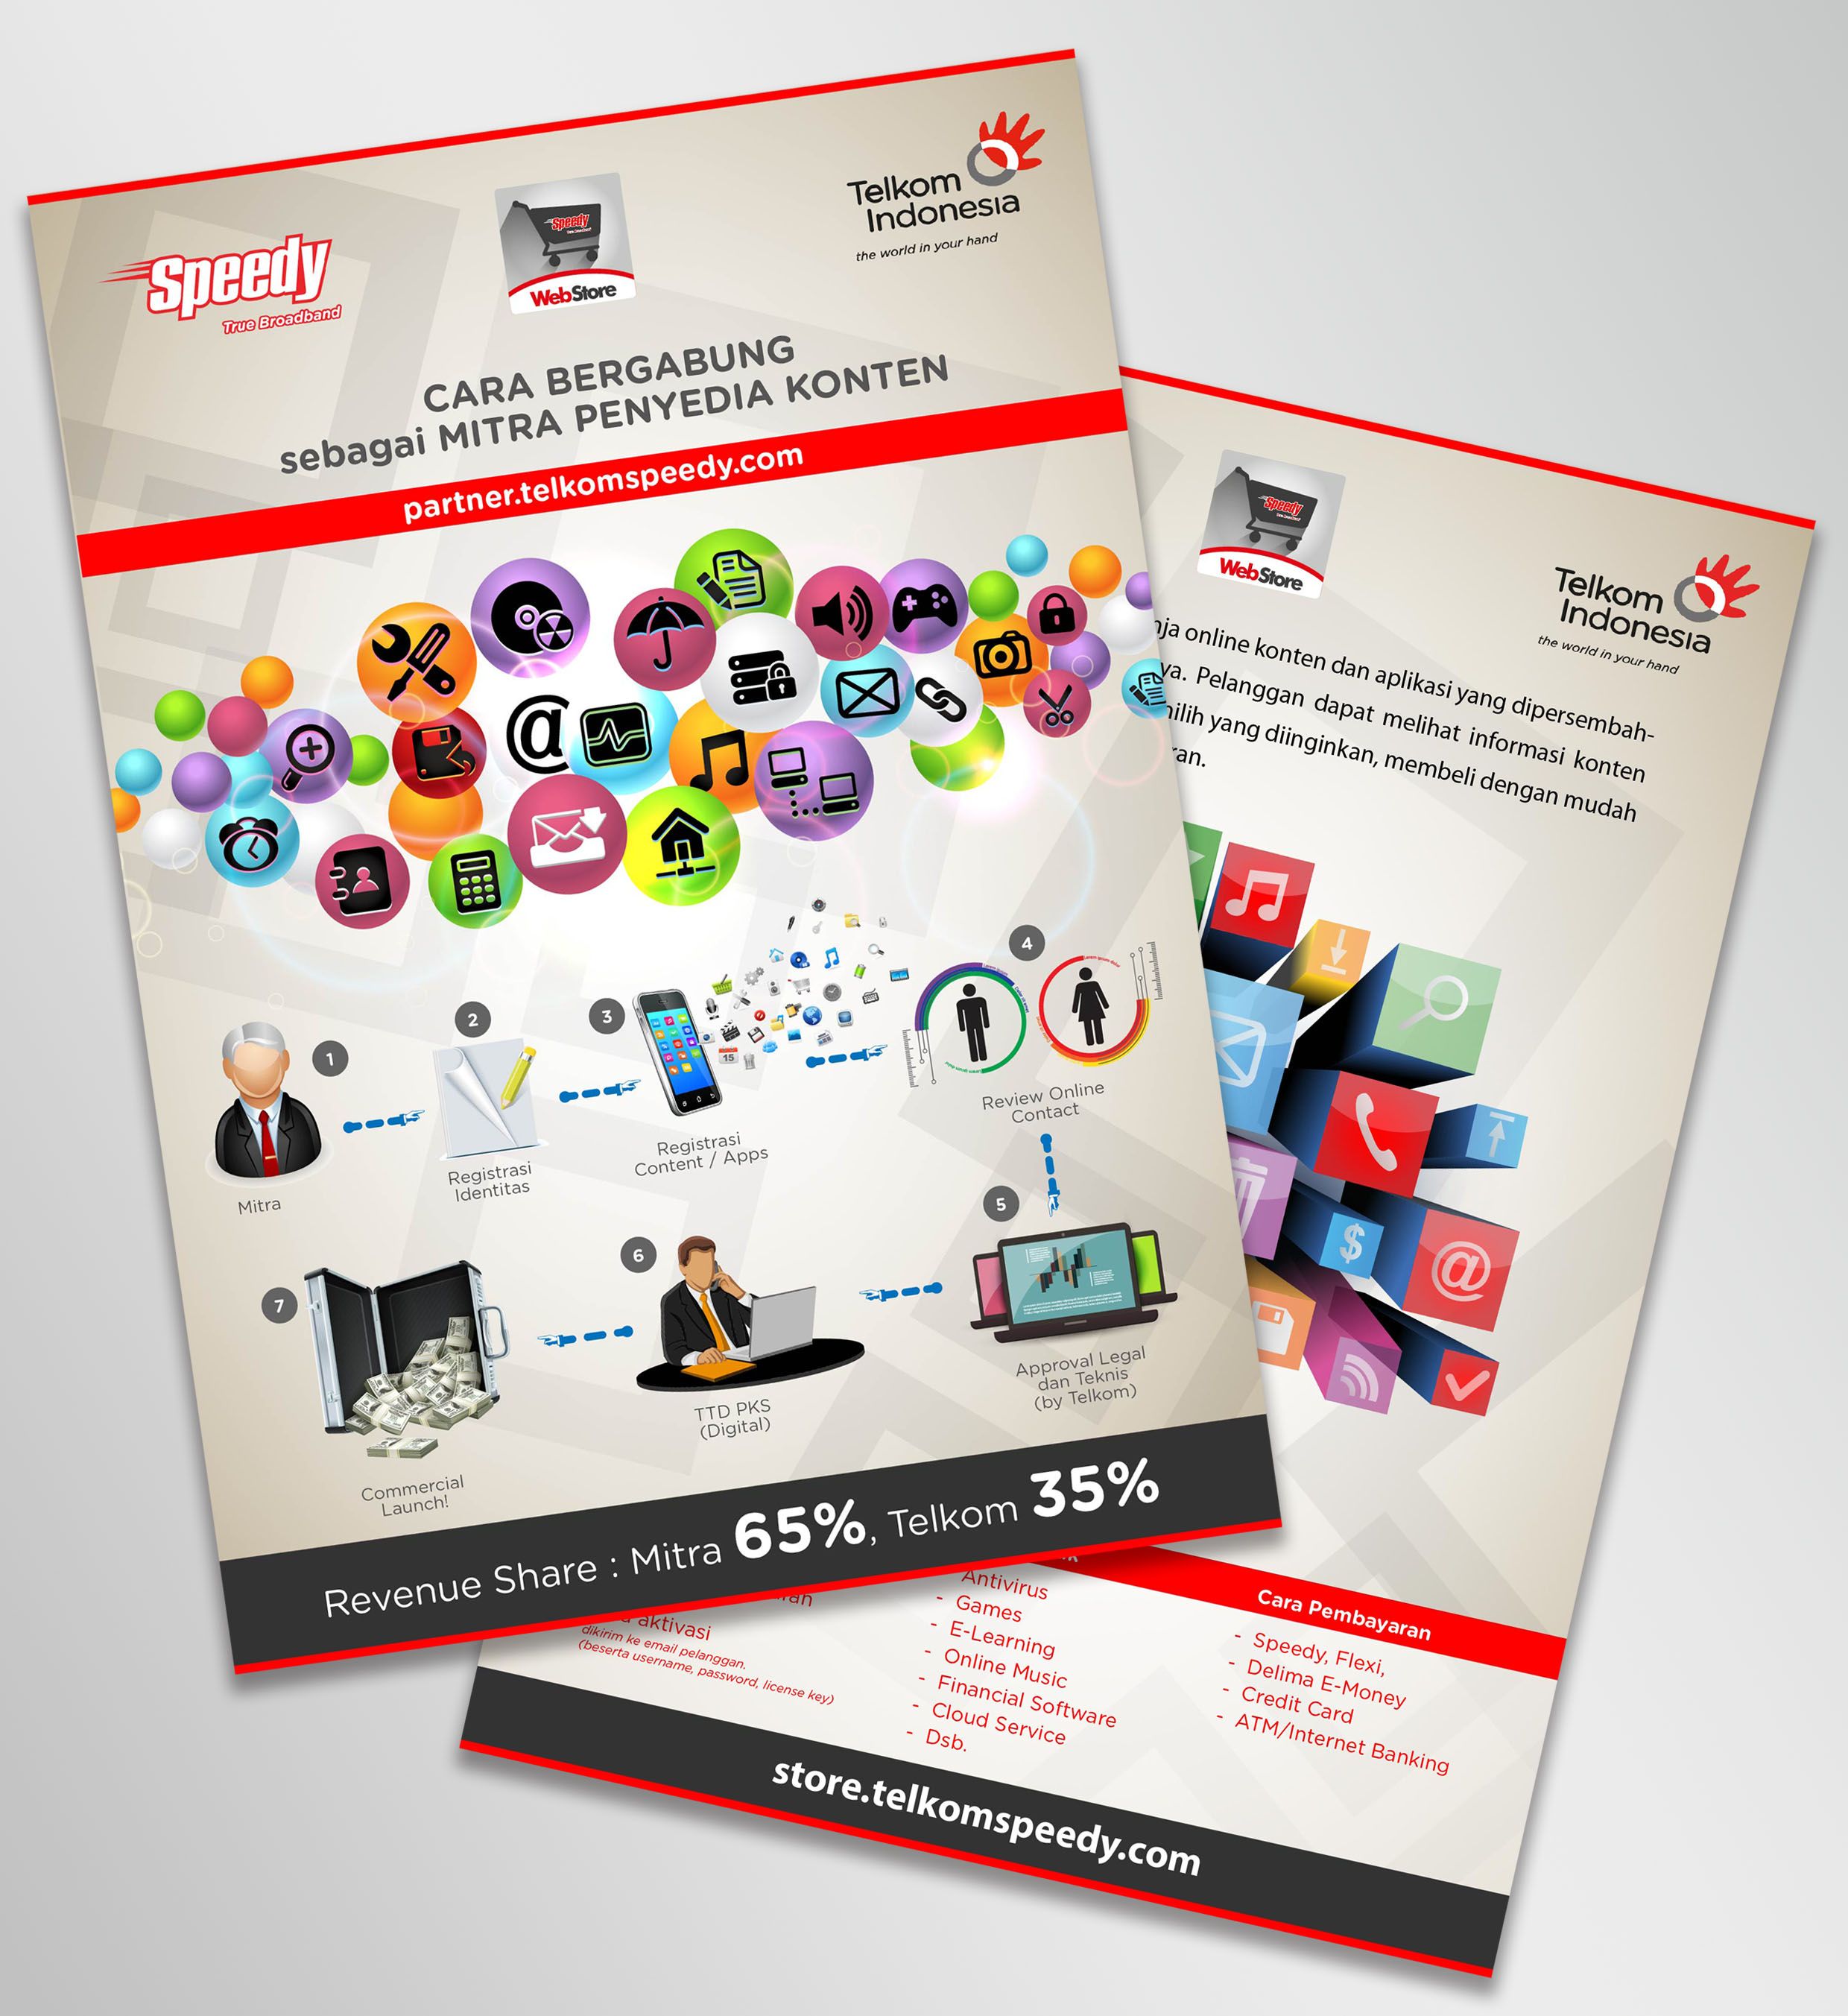 Speedy
True Broadband
Speedy
WebStore
Telkom
Indonesia
the world in your hand
CARA BERGABUNG
sebagai MITRA PENYEDIA KONTEN
partner.telkomspeedy.com
@
1
Mitra
2
Registrasi
Identitas
3
15
Registrasi
Content / Apps
4
Review Online
Contact
5
Approval Legal
dan Teknis
(by Telkom)
6
TTD PKS
(Digital)
7
Commercial
Launch!
Revenue Share : Mitra 65%, Telkom 35%
Speedy
WebStore
Telkom
Indonesia
the world in your hand
online konten dan aplikasi yang dipersembah-
Pelanggan dapat melihat informasi konten
yang diinginkan, membeli dengan mudah
$
@
aktivasi
dikirim ke email pelanggan.
(beserta username, password, license key)
Antivirus
- Games
- E-Learning
- Online Music
- Financial Software
- Cloud Service
- Dsb.
Cara Pembayaran
- Speedy, Flexi,
- Delima E-Money
- Credit Card
- ATM/Internet Banking
store.telkomspeedy.com